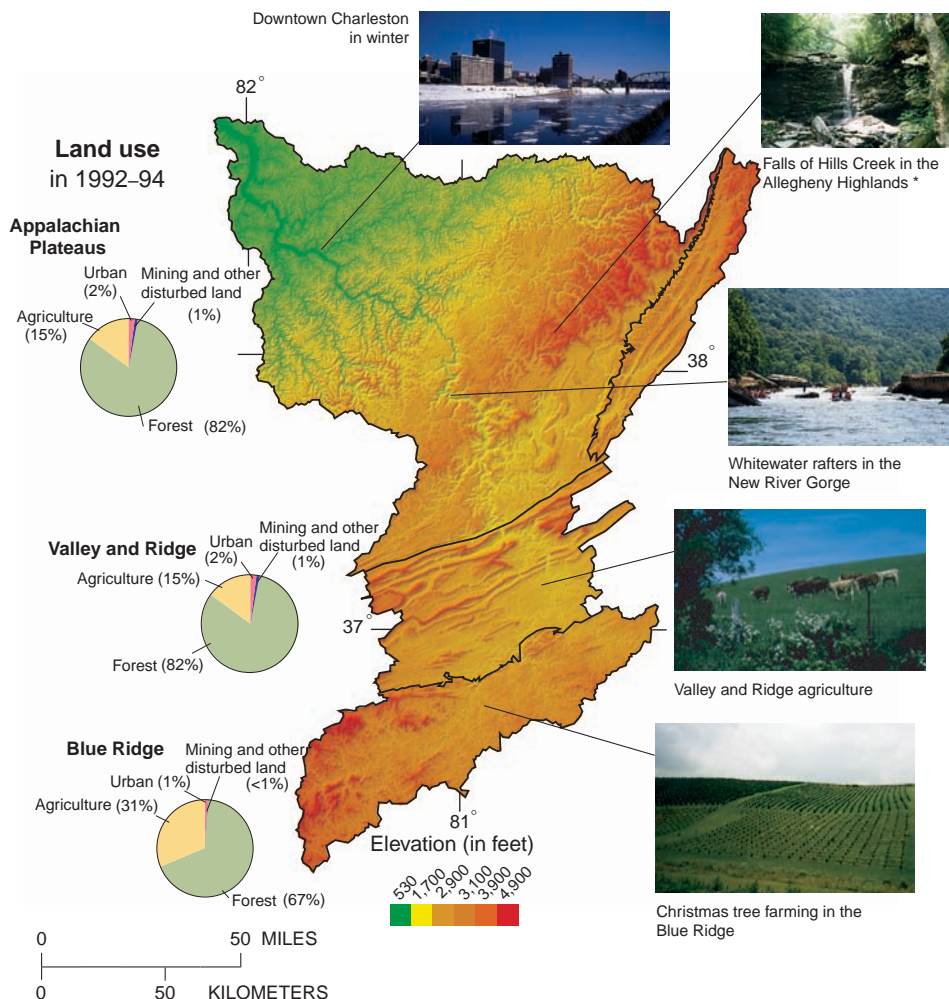 Downtown Charleston
in winter
Falls of Hills Creek in the
Allegheny Highlands *
82°
Land use
in 1992–94
Appalachian
Plateaus
Urban
(2%)
Mining and other
disturbed land
(1%)
Agriculture
(15%)
Forest (82%)
38°
Whitewater rafters in the
New River Gorge
Valley and Ridge
Urban
(2%)
Mining and other
disturbed land
(1%)
Agriculture (15%)
Forest (82%)
37°
Valley and Ridge agriculture
Blue Ridge
Mining and other
disturbed land
(<1%)
Urban (1%)
Agriculture (31%)
Forest (67%)
81°
Elevation (in feet)
530
1,700
2,900
3,100
3,900
4,900
Christmas tree farming in the
Blue Ridge
0 50 MILES
0 50 KILOMETERS